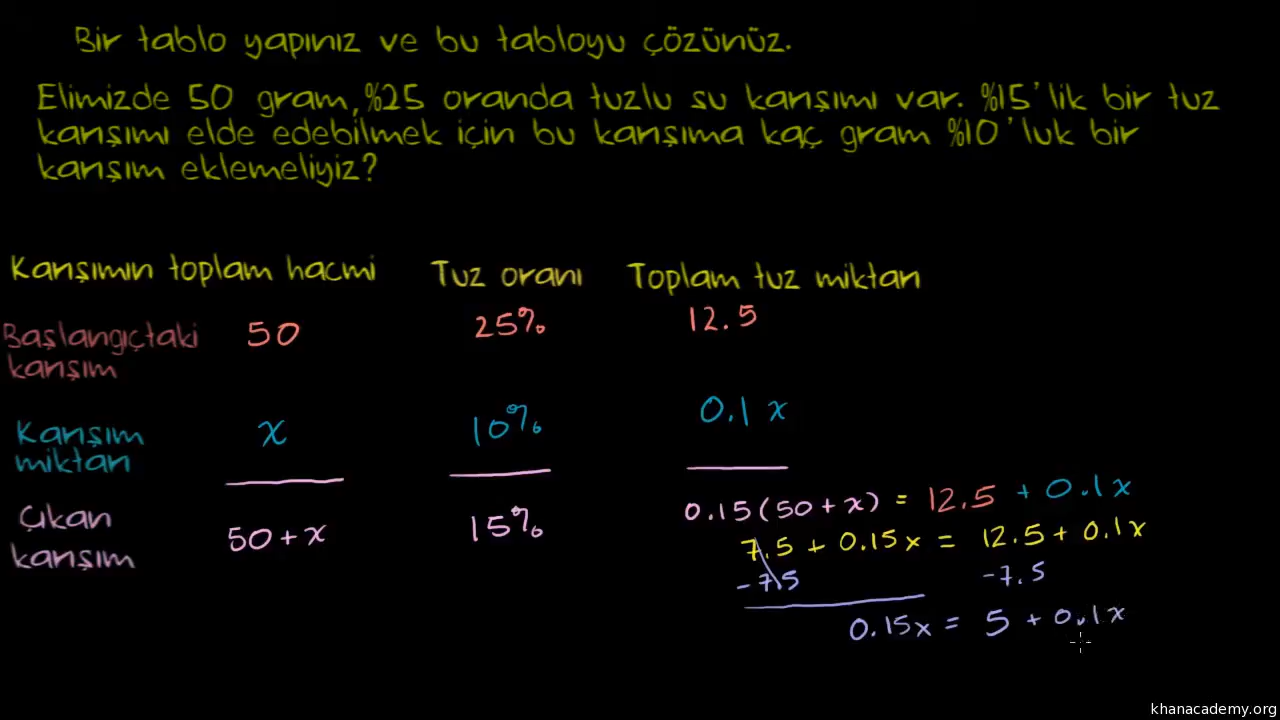 Bir tablo yapınız ve bu tabloyu çözünüz.
Elimizde 50 gram, %25 oranda tuzlu su karışımı var. %15'lik bir tuz
karışımı elde edebilmek için bu karışıma kaç gram %10'luk bir
karışım eklemeliyiz?
Karışımın toplam hacmi Tuz oranı Toplam tuz miktarı
Başlangıçtaki karışım 50 25% 12.5
Karışım miktarı x 10% 0.1 x
Çıkan karışım 50+x 15% 0.15(50+x) = 12.5 + 0.1x
7.5 + 0.15x = 12.5 + 0.1x
-7.5 -7.5
0.15x = 5 + 0.1x
khanacademy.org